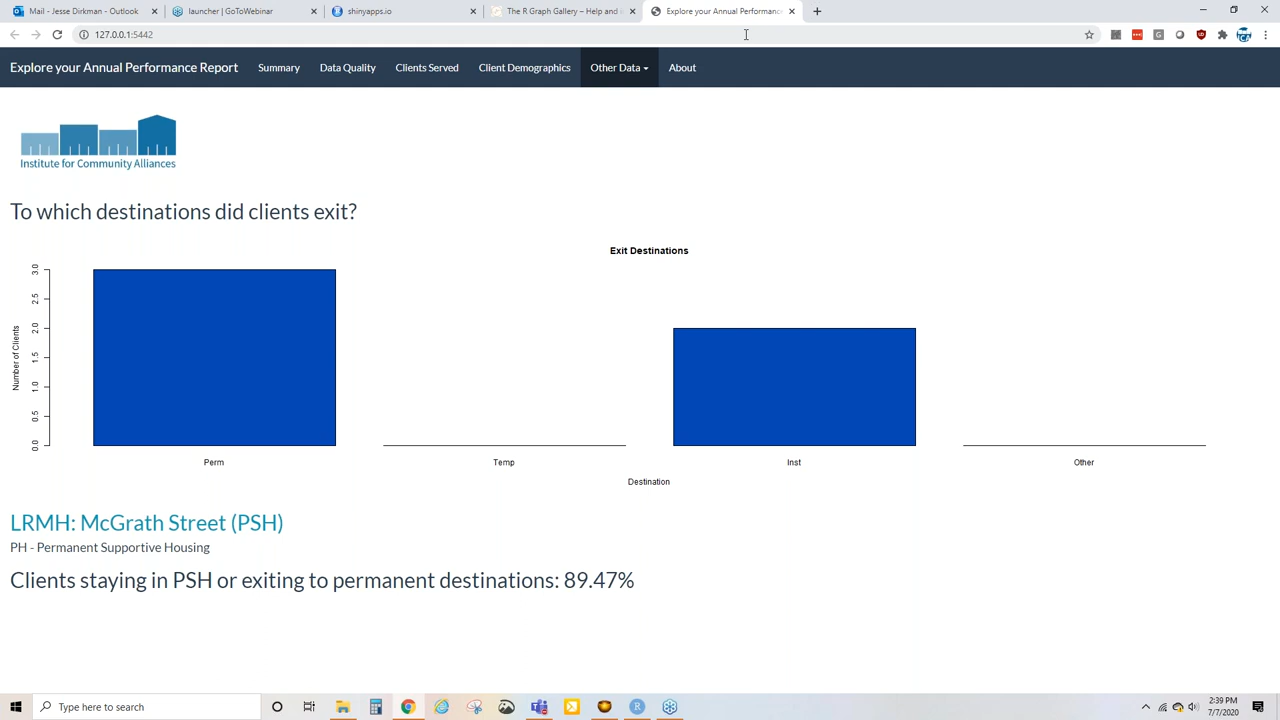 Mail - Jesse Dirkman - Outlook
launcher | GoToWebinar
shinyapps.io
The R Graph Gallery – Help and i
Explore your Annual Performance
127.0.0.1:5442
Explore your Annual Performance Report
Summary
Data Quality
Clients Served
Client Demographics
Other Data
About
Institute for Community Alliances
To which destinations did clients exit?
Exit Destinations
Number of Clients
3.0
2.5
2.0
1.5
1.0
0.5
0.0
Perm
Temp
Inst
Other
Destination
LRMH: McGrath Street (PSH)
PH - Permanent Supportive Housing
Clients staying in PSH or exiting to permanent destinations: 89.47%
Type here to search
2:39 PM
7/7/2020